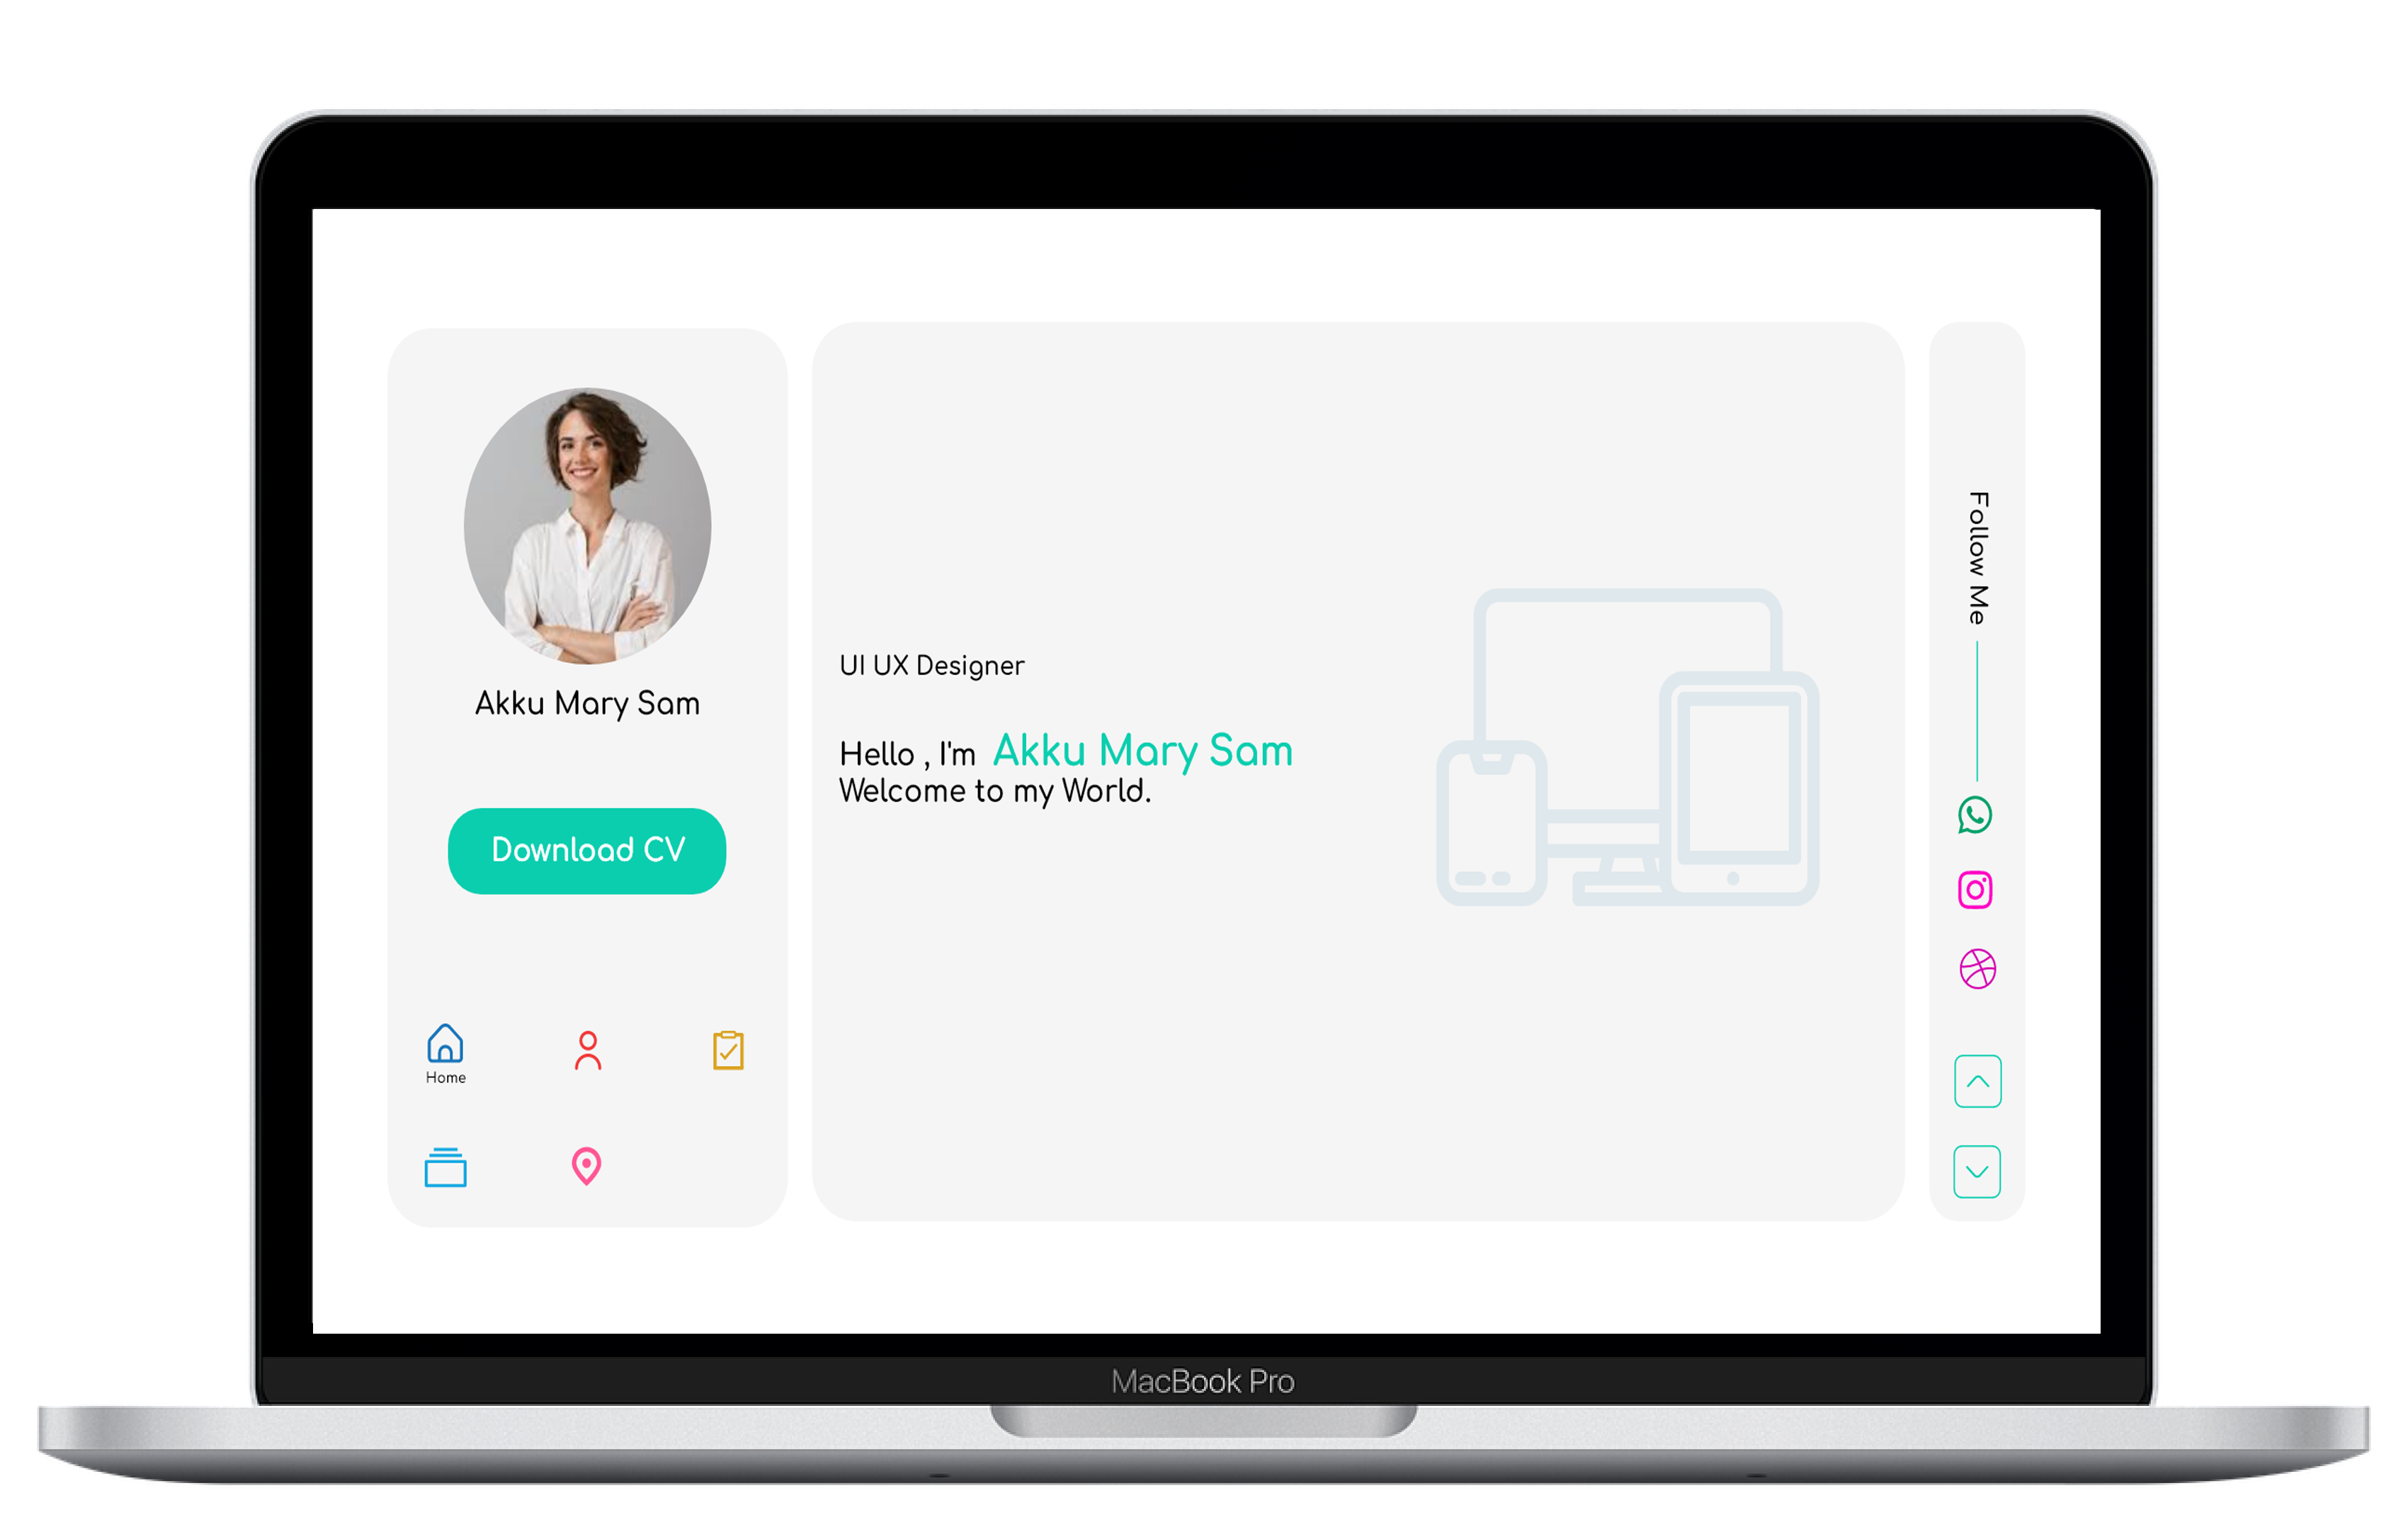 Akku Mary Sam
Download CV
Home
UI UX Designer
Hello , I'm Akku Mary Sam
Welcome to my World.
Follow Me
MacBook Pro